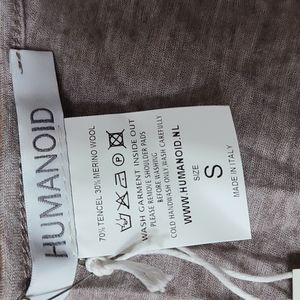 HUMANOID
70% TENCEL 30% MERINO WOOL
WASH GARMENT INSIDE OUT
PLEASE REMOVE SHOULDER PADS
BEFORE WASHING
COLD HANDWASH ONLY WASH CAREFULLY
WWW.HUMANOID.NL
SIZE
S
MADE IN ITALY